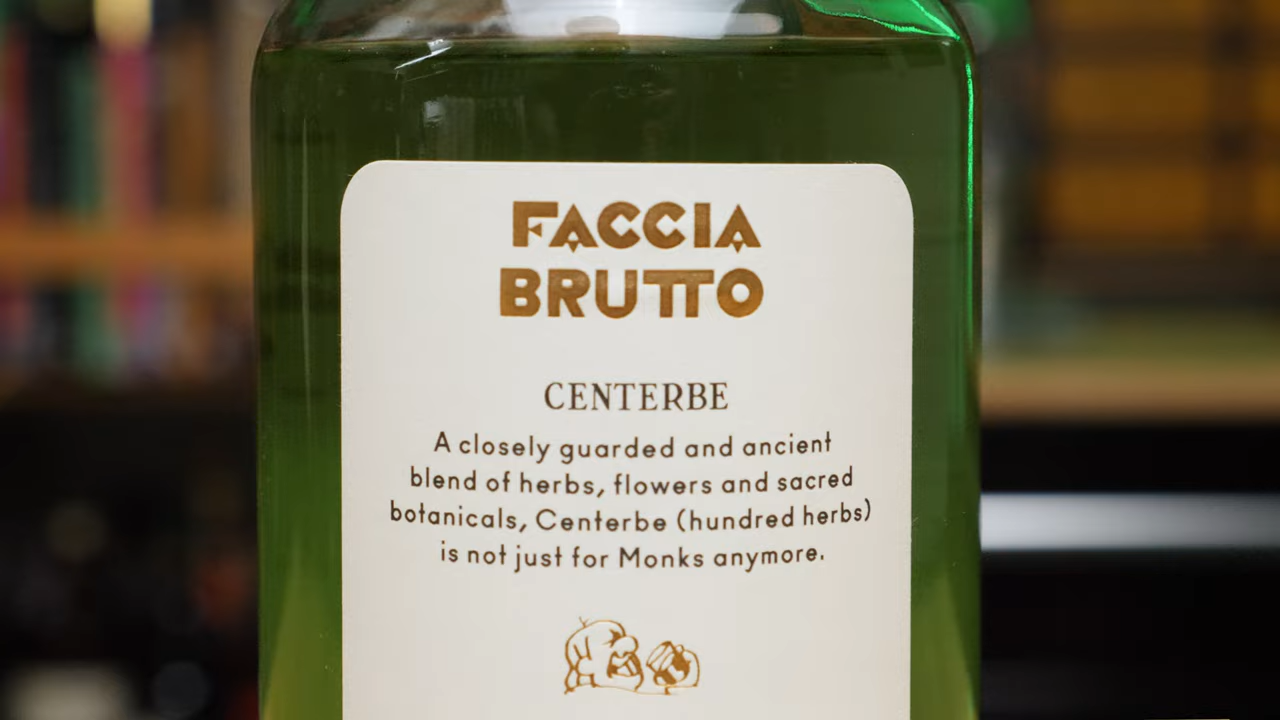 FACCIA
BRUTTO
CENTERBE
A closely guarded and ancient
blend of herbs, flowers and sacred
botanicals, Centerbe (hundred herbs)
is not just for Monks anymore.